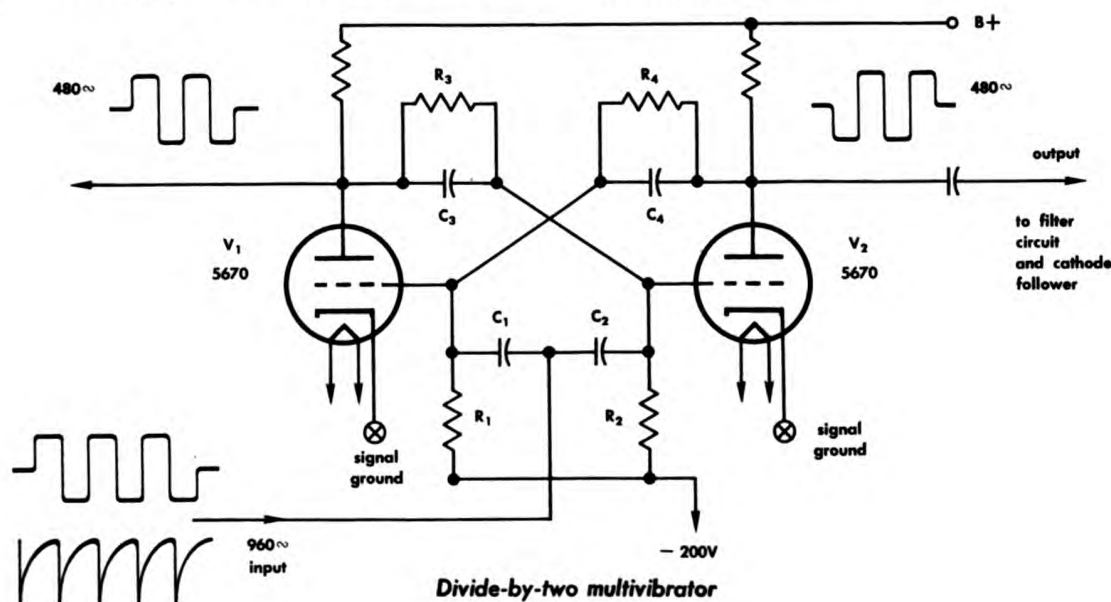 B+
R3
R4
480~
480~
output
C3
C4
V1
5670
V2
5670
to filter
circuit
and cathode
follower
C1
C2
R1
R2
signal
ground
signal
ground
960~
input
— 200V
Divide-by-two multivibrator